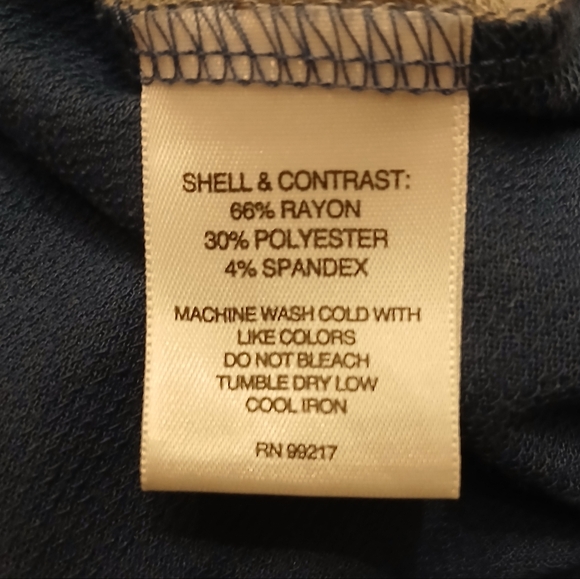 SHELL & CONTRAST:
66% RAYON
30% POLYESTER
4% SPANDEX
MACHINE WASH COLD WITH
LIKE COLORS
DO NOT BLEACH
TUMBLE DRY LOW
COOL IRON
RN 99217